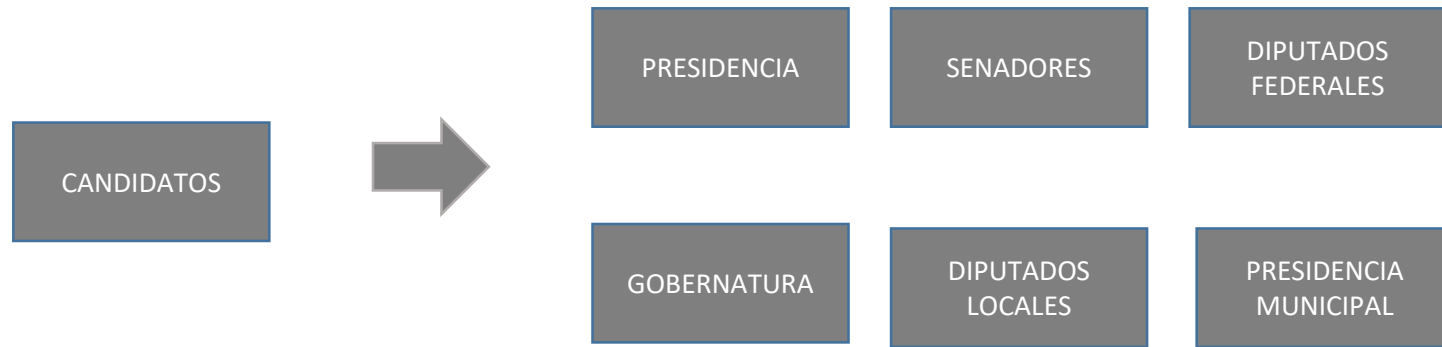 CANDIDATOS
PRESIDENCIA
SENADORES
DIPUTADOS
FEDERALES
GOBERNATURA
DIPUTADOS
LOCALES
PRESIDENCIA
MUNICIPAL